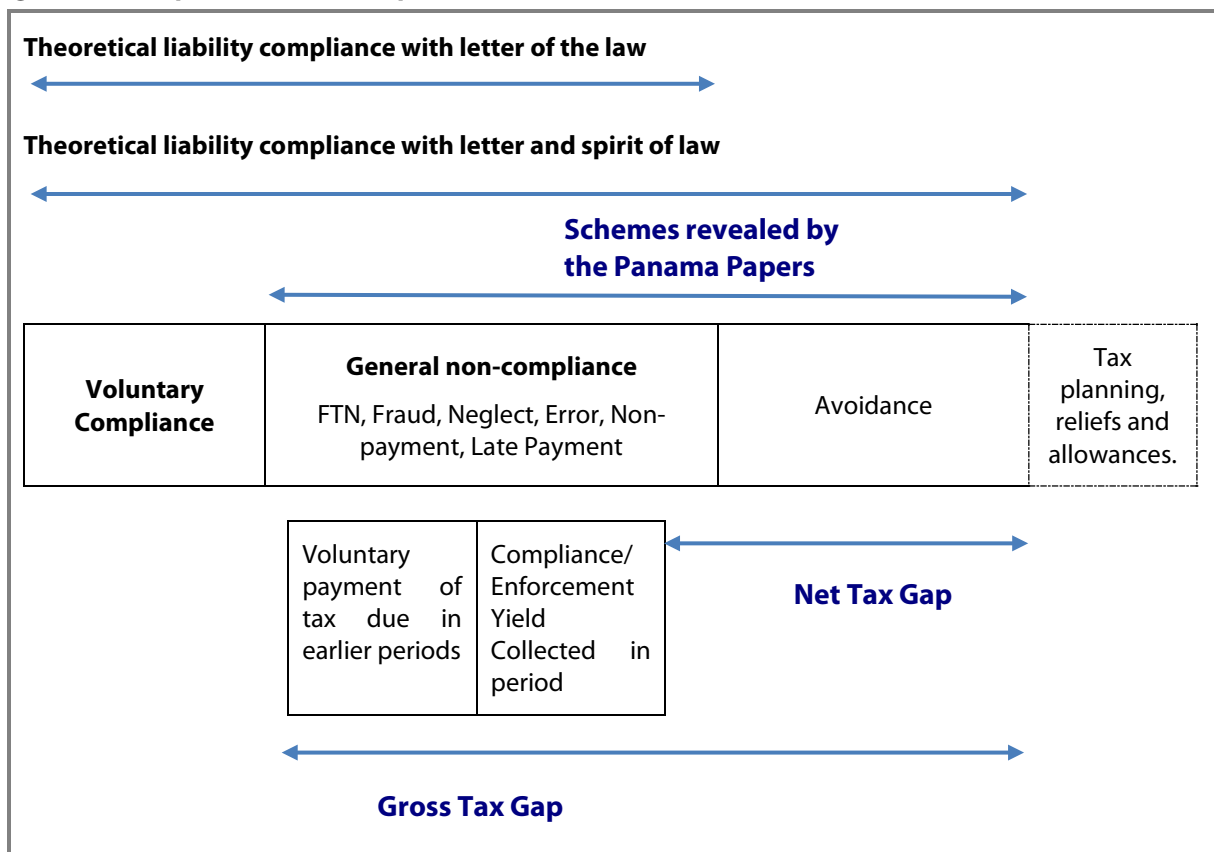 Theoretical liability compliance with letter of the law
Theoretical liability compliance with letter and spirit of law
Schemes revealed by
the Panama Papers
Voluntary
Compliance
General non-compliance
FTN, Fraud, Neglect, Error, Non-
payment, Late Payment
Avoidance
Tax
planning,
reliefs and
allowances.
Voluntary
payment of
tax due in
earlier periods
Compliance/
Enforcement
Yield
Collected in
period
Net Tax Gap
Gross Tax Gap